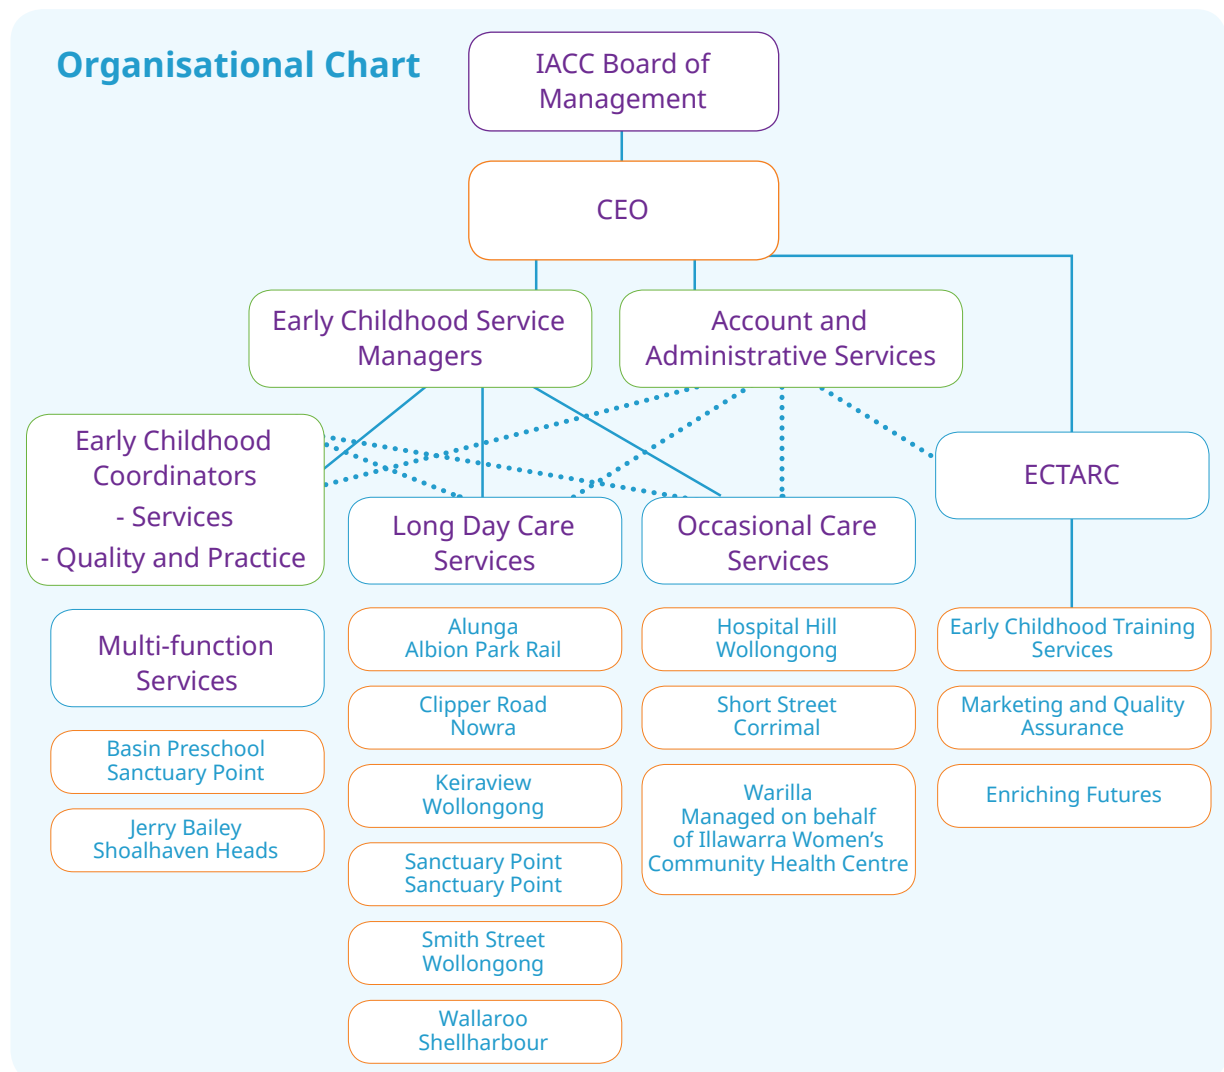 Organisational Chart
IACC Board of
Management
CEO
Early Childhood Service
Managers
Account and
Administrative Services
Early Childhood
Coordinators
- Services
- Quality and Practice
ECTARC
Long Day Care
Services
Occasional Care
Services
Multi-function
Services
Basin Preschool
Sanctuary Point
Jerry Bailey
Shoalhaven Heads
Alunga
Albion Park Rail
Clipper Road
Nowra
Keiraview
Wollongong
Sanctuary Point
Sanctuary Point
Smith Street
Wollongong
Wallaroo
Shellharbour
Hospital Hill
Wollongong
Short Street
Corrimal
Warilla
Managed on behalf
of Illawarra Women’s
Community Health Centre
Early Childhood Training
Services
Marketing and Quality
Assurance
Enriching Futures